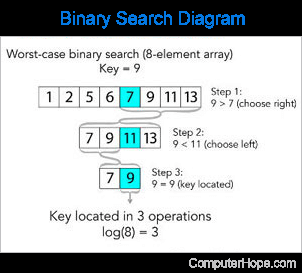 Binary Search Diagram
Worst-case binary search (8-element array)
Key = 9
1 2 5 6 7 9 11 13
Step 1:
9 > 7 (choose right)
7 9 11 13
Step 2:
9 < 11 (choose left)
7 9
Step 3:
9 = 9 (key located)
Key located in 3 operations
log(8) = 3
ComputerHope.com